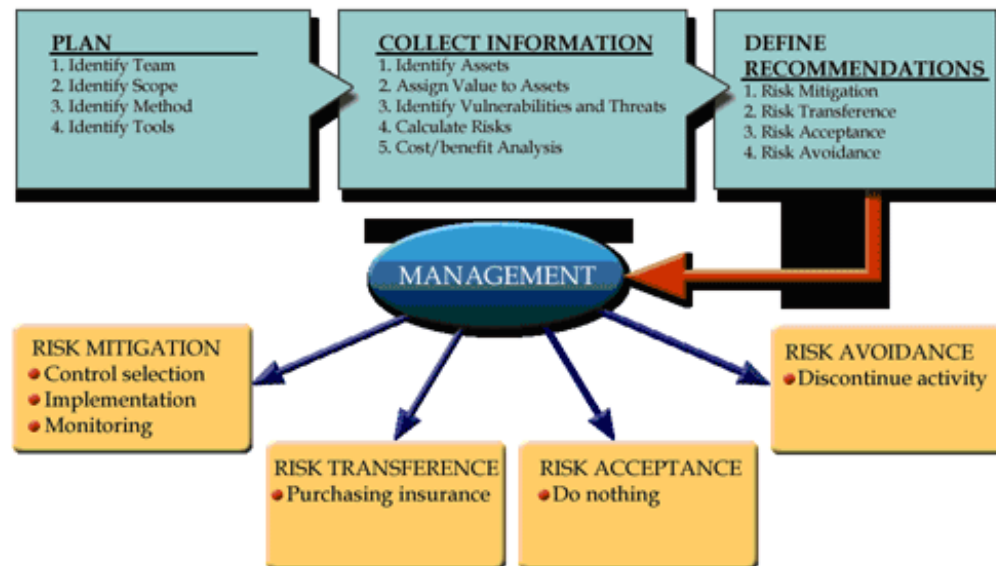 PLAN
1. Identify Team
2. Identify Scope
3. Identify Method
4. Identify Tools
COLLECT INFORMATION
1. Identify Assets
2. Assign Value to Assets
3. Identify Vulnerabilities and Threats
4. Calculate Risks
5. Cost/benefit Analysis
DEFINE
RECOMMENDATIONS
1. Risk Mitigation
2. Risk Transference
3. Risk Acceptance
4. Risk Avoidance
MANAGEMENT
RISK MITIGATION
• Control selection
• Implementation
• Monitoring
RISK TRANSFERENCE
• Purchasing insurance
RISK ACCEPTANCE
• Do nothing
RISK AVOIDANCE
• Discontinue activity